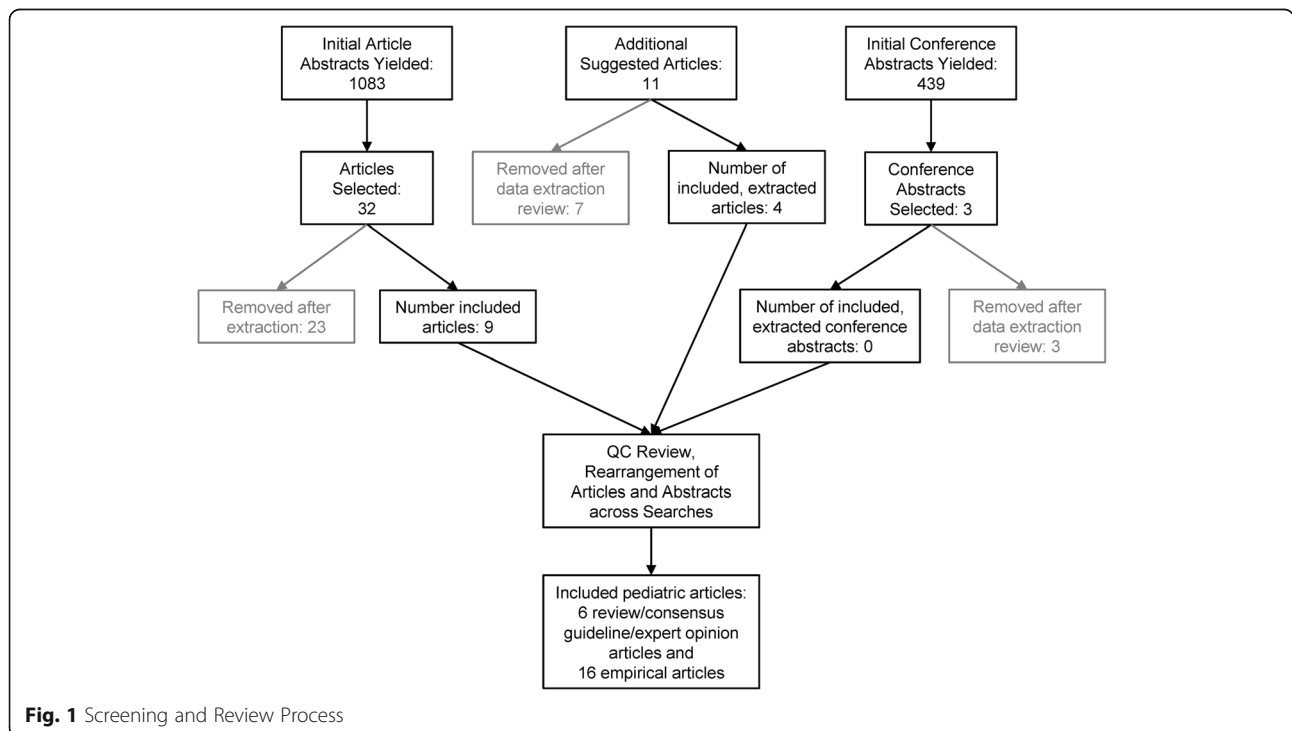 Initial Article
Abstracts Yielded:
1083
Additional
Suggested Articles:
11
Initial Conference
Abstracts Yielded:
439
Articles
Selected:
32
Removed after
data extraction
review: 7
Number of
included, extracted
articles: 4
Conference
Abstracts
Selected: 3
Removed after
extraction: 23
Number included
articles: 9
Number of included,
extracted conference
abstracts: 0
Removed after
data extraction
review: 3
QC Review,
Rearrangement of
Articles and Abstracts
across Searches
Included pediatric articles:
6 review/consensus
guideline/expert opinion
articles and
16 empirical articles
Fig. 1 Screening and Review Process